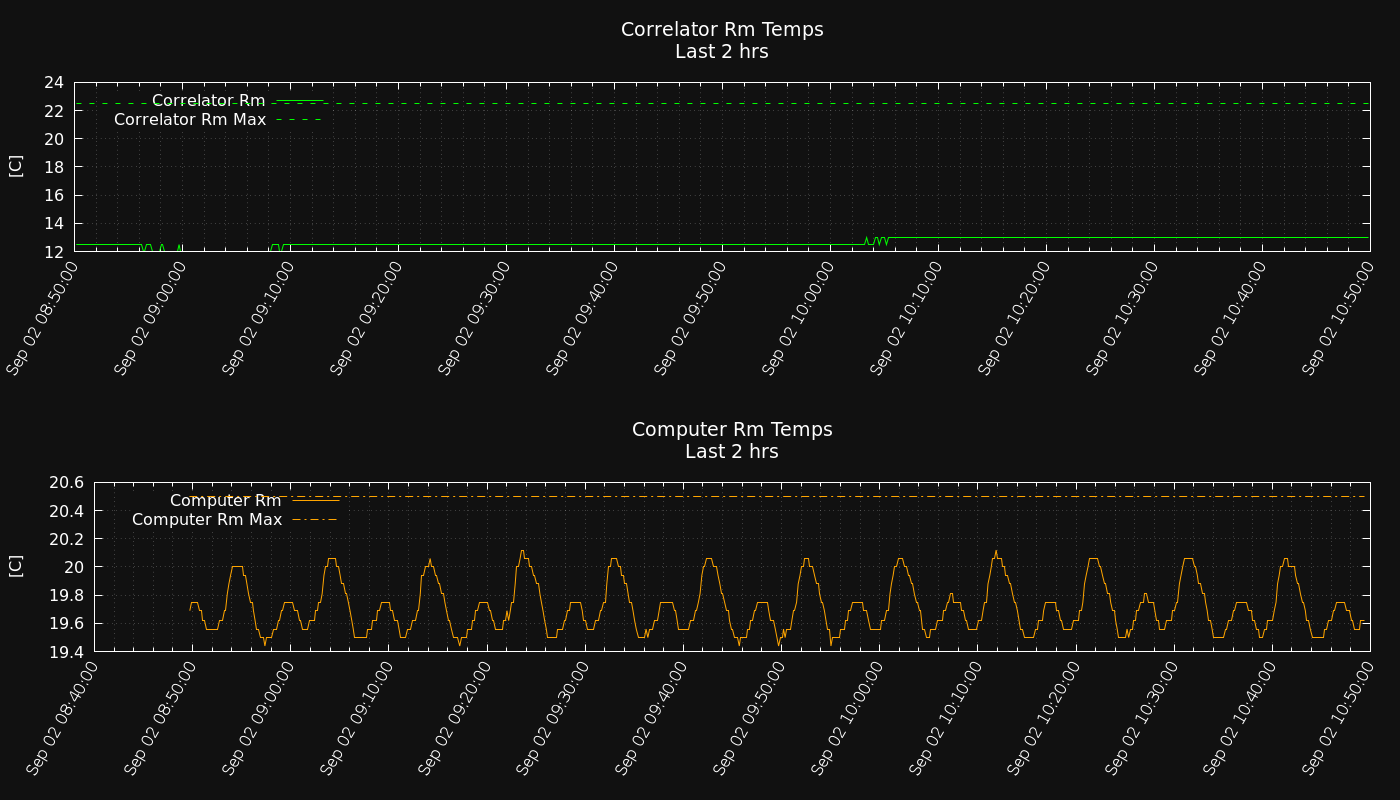 Correlator Rm Temps
Last 2 hrs
24
Correlator Rm
22
Correlator Rm Max
20
18
[C]
16
14
12
Sep 02 08:50:00
Sep 02 09:00:00
Sep 02 09:10:00
Sep 02 09:20:00
Sep 02 09:30:00
Sep 02 09:40:00
Sep 02 09:50:00
Sep 02 10:00:00
Sep 02 10:10:00
Sep 02 10:20:00
Sep 02 10:30:00
Sep 02 10:40:00
Sep 02 10:50:00
Computer Rm Temps
Last 2 hrs
20.6
Computer Rm
20.4
Computer Rm Max
20.2
20
[C]
19.8
19.6
19.4
Sep 02 08:40:00
Sep 02 08:50:00
Sep 02 09:00:00
Sep 02 09:10:00
Sep 02 09:20:00
Sep 02 09:30:00
Sep 02 09:40:00
Sep 02 09:50:00
Sep 02 10:00:00
Sep 02 10:10:00
Sep 02 10:20:00
Sep 02 10:30:00
Sep 02 10:40:00
Sep 02 10:50:00